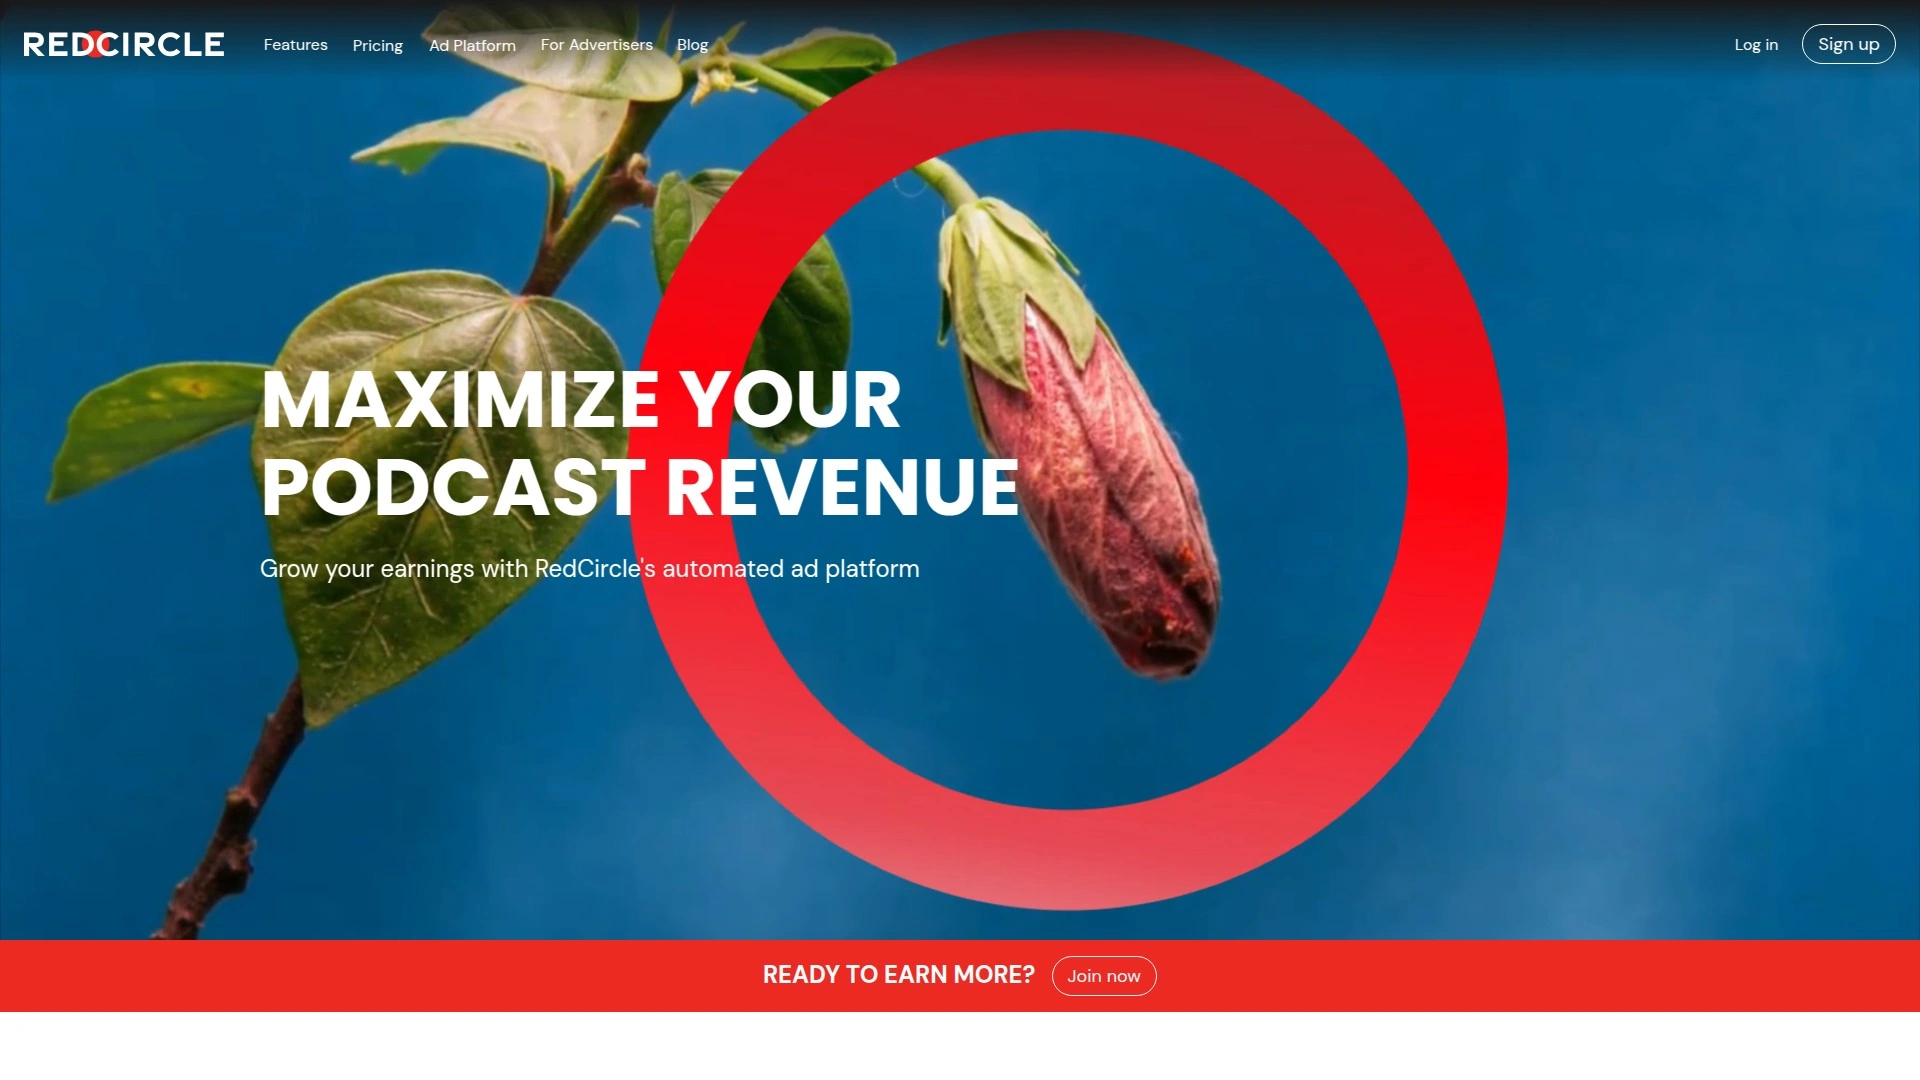 REDCIRCLE Features Pricing Ad Platform For Advertisers Blog Log in Sign up
MAXIMIZE YOUR
PODCAST REVENUE
Grow your earnings with RedCircle's automated ad platform
READY TO EARN MORE? Join now